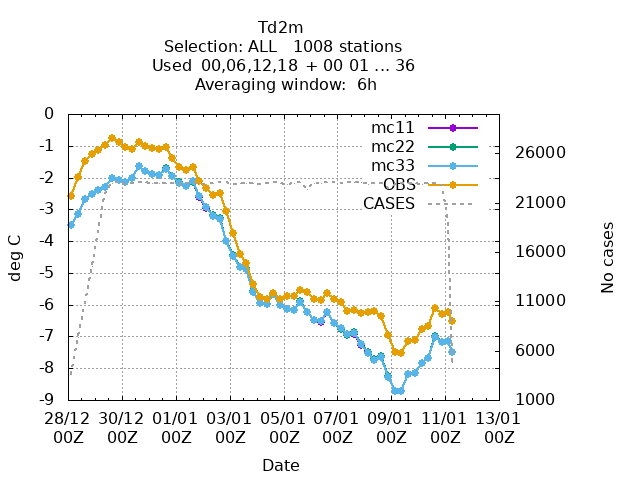 Td2m
Selection: ALL   1008 stations
Used  00,06,12,18  + 00 01 ... 36
Averaging window:  6h
mc11
mc22
mc33
OBS
CASES
deg C
0
-1
-2
-3
-4
-5
-6
-7
-8
-9
26000
21000
16000
11000
6000
1000
No cases
28/12 30/12 01/01 03/01 05/01 07/01 09/01 11/01 13/01
00Z 00Z 00Z 00Z 00Z 00Z 00Z 00Z 00Z
Date